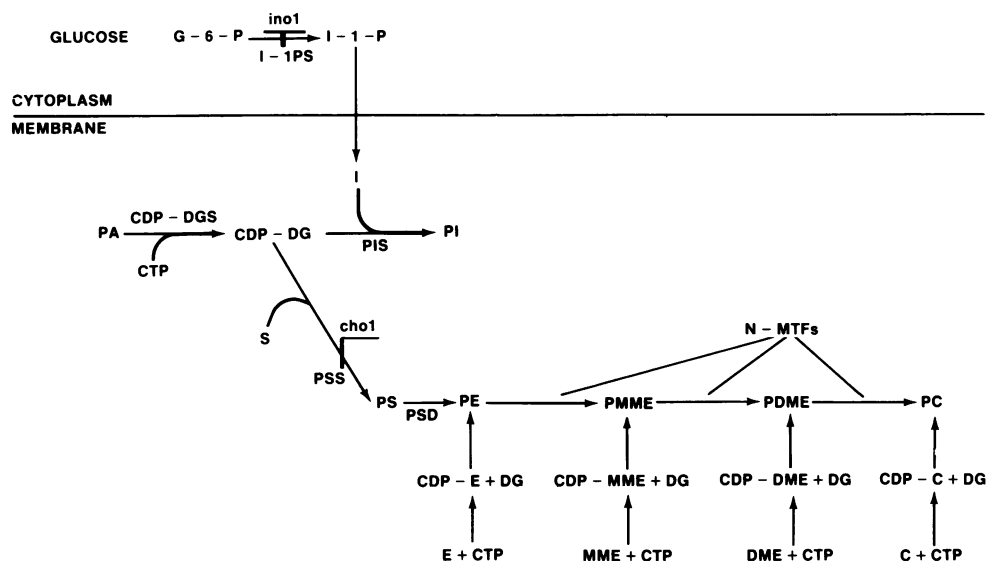 ino1
GLUCOSE G-6-P I-1-P
I-1PS
CYTOPLASM
MEMBRANE
I
CDP-DGS
PA CDP-DG PI
PIS
CTP
S
cho1
N-MTFs
PSS
PS PE PMME PDME PC
PSD
CDP-E+DG CDP-MME+DG CDP-DME+DG CDP-C+DG
E+CTP MME+CTP DME+CTP C+CTP